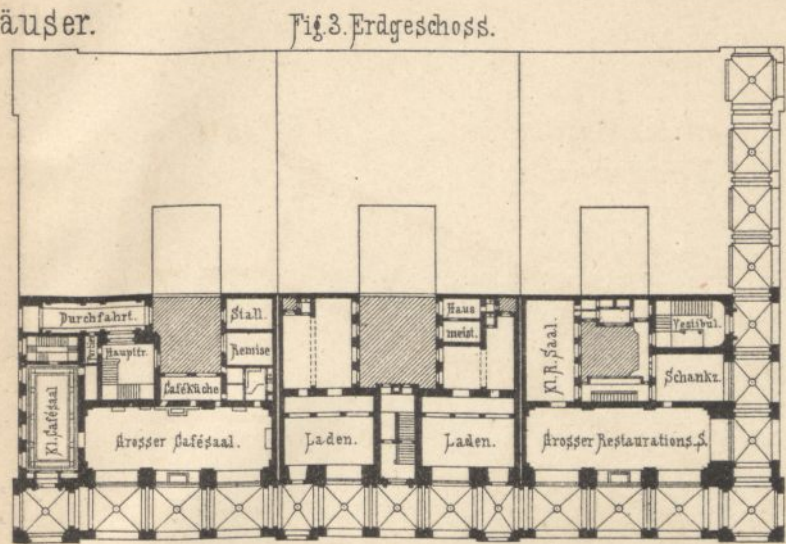 äuser.
Fig. 3. Erdgeschoss.
Durchfahrt.
Stall.
Portier
Hauptr.
Remise
Caféküche
Kl. Cafésaal
Grosser Cafésaal.
Haus
meist.
Laden.
Laden.
Kl. R. Saal.
Vestibul.
Schankz.
Grosser Restaurations. S.